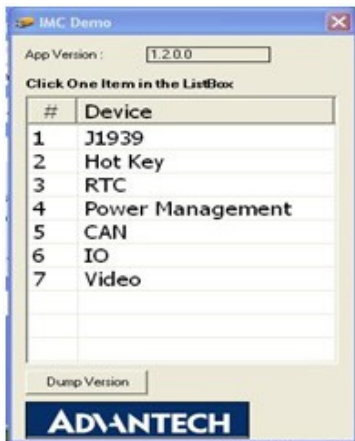 IMC Demo
App Version : 1.2.0.0
Click One Item in the ListBox
# Device
1 J1939
2 Hot Key
3 RTC
4 Power Management
5 CAN
6 IO
7 Video
Dump Version
ADVANTECH